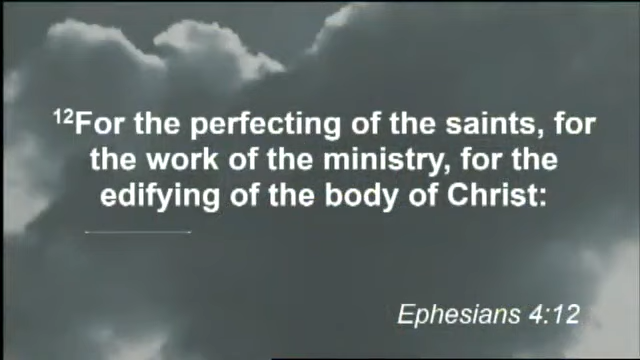 ¹²For the perfecting of the saints, for
the work of the ministry, for the
edifying of the body of Christ:
Ephesians 4:12